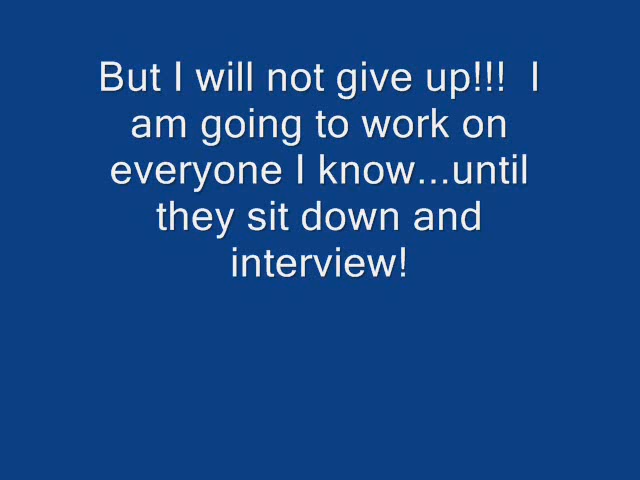 But I will not give up!!!  I
am going to work on
everyone I know...until
they sit down and
interview!